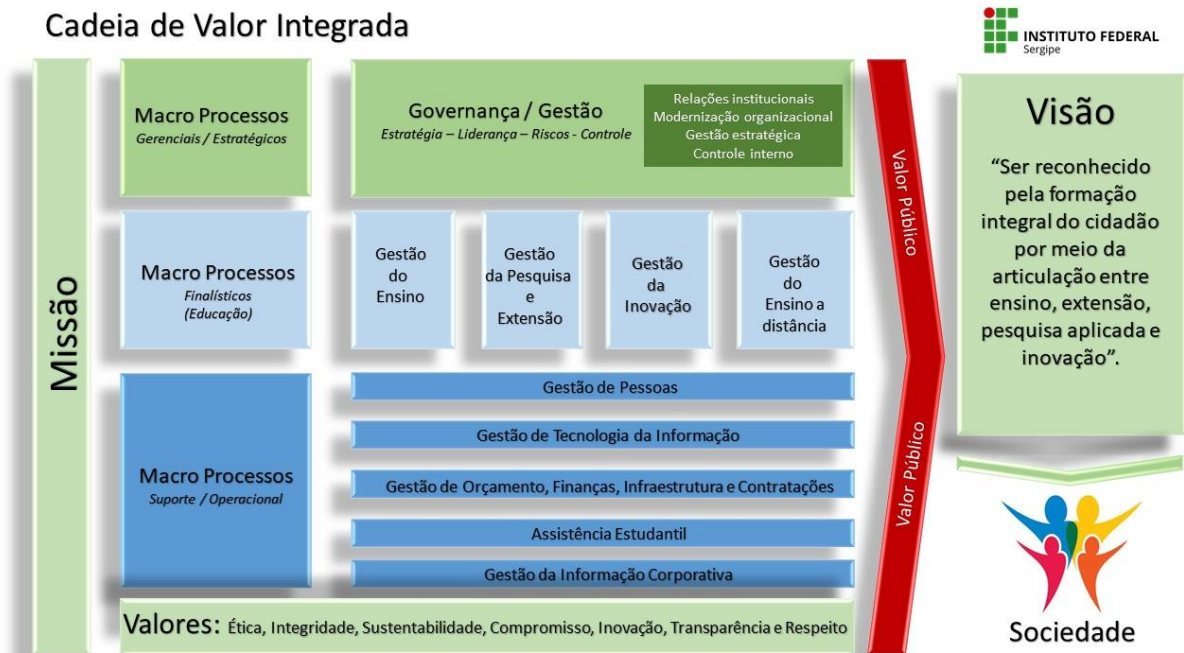 Cadeia de Valor Integrada
INSTITUTO FEDERAL
Sergipe
Missão
Macro Processos
Gerenciais / Estratégicos
Governança / Gestão
Estratégia – Liderança – Riscos - Controle
Relações institucionais
Modernização organizacional
Gestão estratégica
Controle interno
Macro Processos
Finalísticos
(Educação)
Gestão
do
Ensino
Gestão
da Pesquisa
e
Extensão
Gestão
da
Inovação
Gestão
do
Ensino a
distância
Macro Processos
Suporte / Operacional
Gestão de Pessoas
Gestão de Tecnologia da Informação
Gestão de Orçamento, Finanças, Infraestrutura e Contratações
Assistência Estudantil
Gestão da Informação Corporativa
Valores: Ética, Integridade, Sustentabilidade, Compromisso, Inovação, Transparência e Respeito
Valor Público
Valor Público
Visão
“Ser reconhecido
pela formação
integral do cidadão
por meio da
articulação entre
ensino, extensão,
pesquisa aplicada e
inovação”.
Sociedade